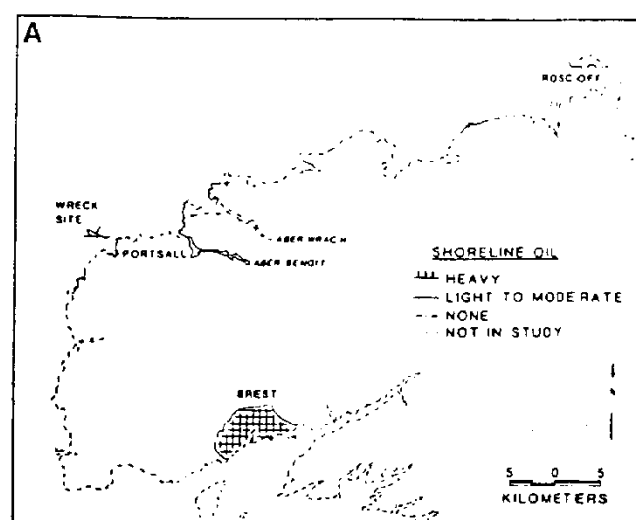 A
ROSCOFF
WRECK
SITE
PORTSALL
ABER WRACH
ABER BENOIT
SHORELINE OIL
HEAVY
LIGHT TO MODERATE
NONE
NOT IN STUDY
BREST
5 0 5
KILOMETERS